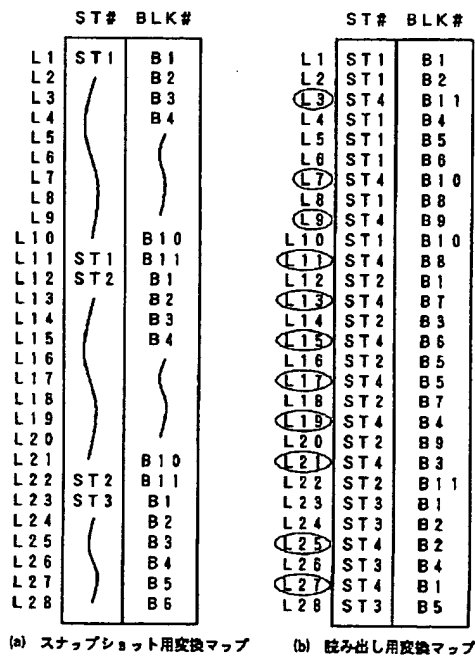 ST# BLK#
L1 ST1 B1
L2 B2
L3 B3
L4 B4
L5
L6
L7
L8
L9
L10 B10
L11 ST1 B11
L12 ST2 B1
L13 B2
L14 B3
L15 B4
L16
L17
L18
L19
L20
L21 B10
L22 ST2 B11
L23 ST3 B1
L24 B2
L25 B3
L26 B4
L27 B5
L28 B6
(a) スナップショット用変換マップ
ST# BLK#
L1 ST1 B1
L2 ST1 B2
L3 ST4 B11
L4 ST1 B4
L5 ST1 B5
L6 ST1 B6
L7 ST4 B10
L8 ST1 B8
L9 ST4 B9
L10 ST1 B10
L11 ST4 B8
L12 ST2 B1
L13 ST4 B7
L14 ST2 B3
L15 ST4 B6
L16 ST2 B5
L17 ST4 B5
L18 ST2 B7
L19 ST4 B4
L20 ST2 B9
L21 ST4 B3
L22 ST2 B11
L23 ST3 B1
L24 ST3 B2
L25 ST4 B2
L26 ST3 B4
L27 ST4 B1
L28 ST3 B5
(b)読み出し用変換マップ